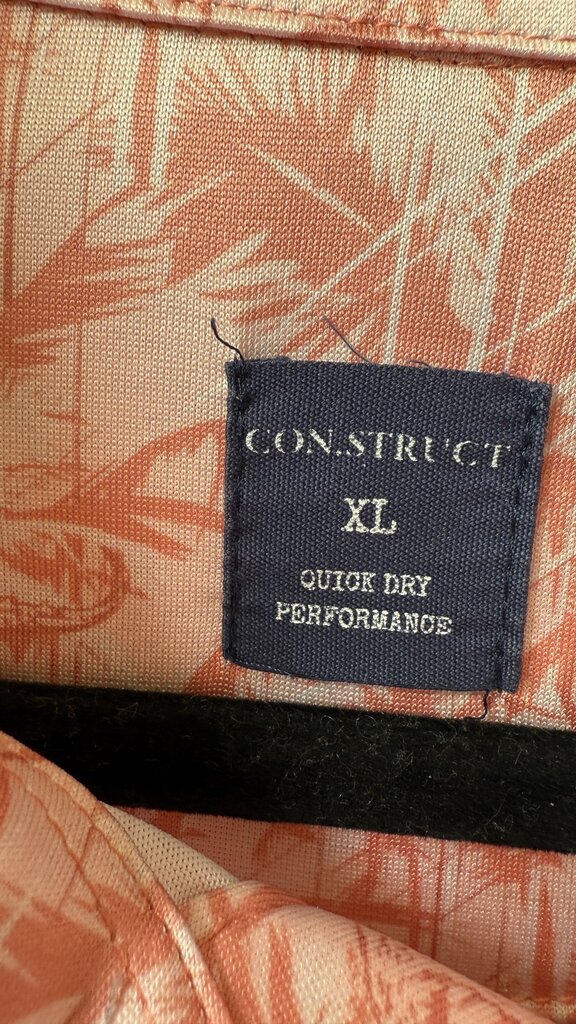 CON.STRUCT
XL
QUICK DRY
PERFORMANCE